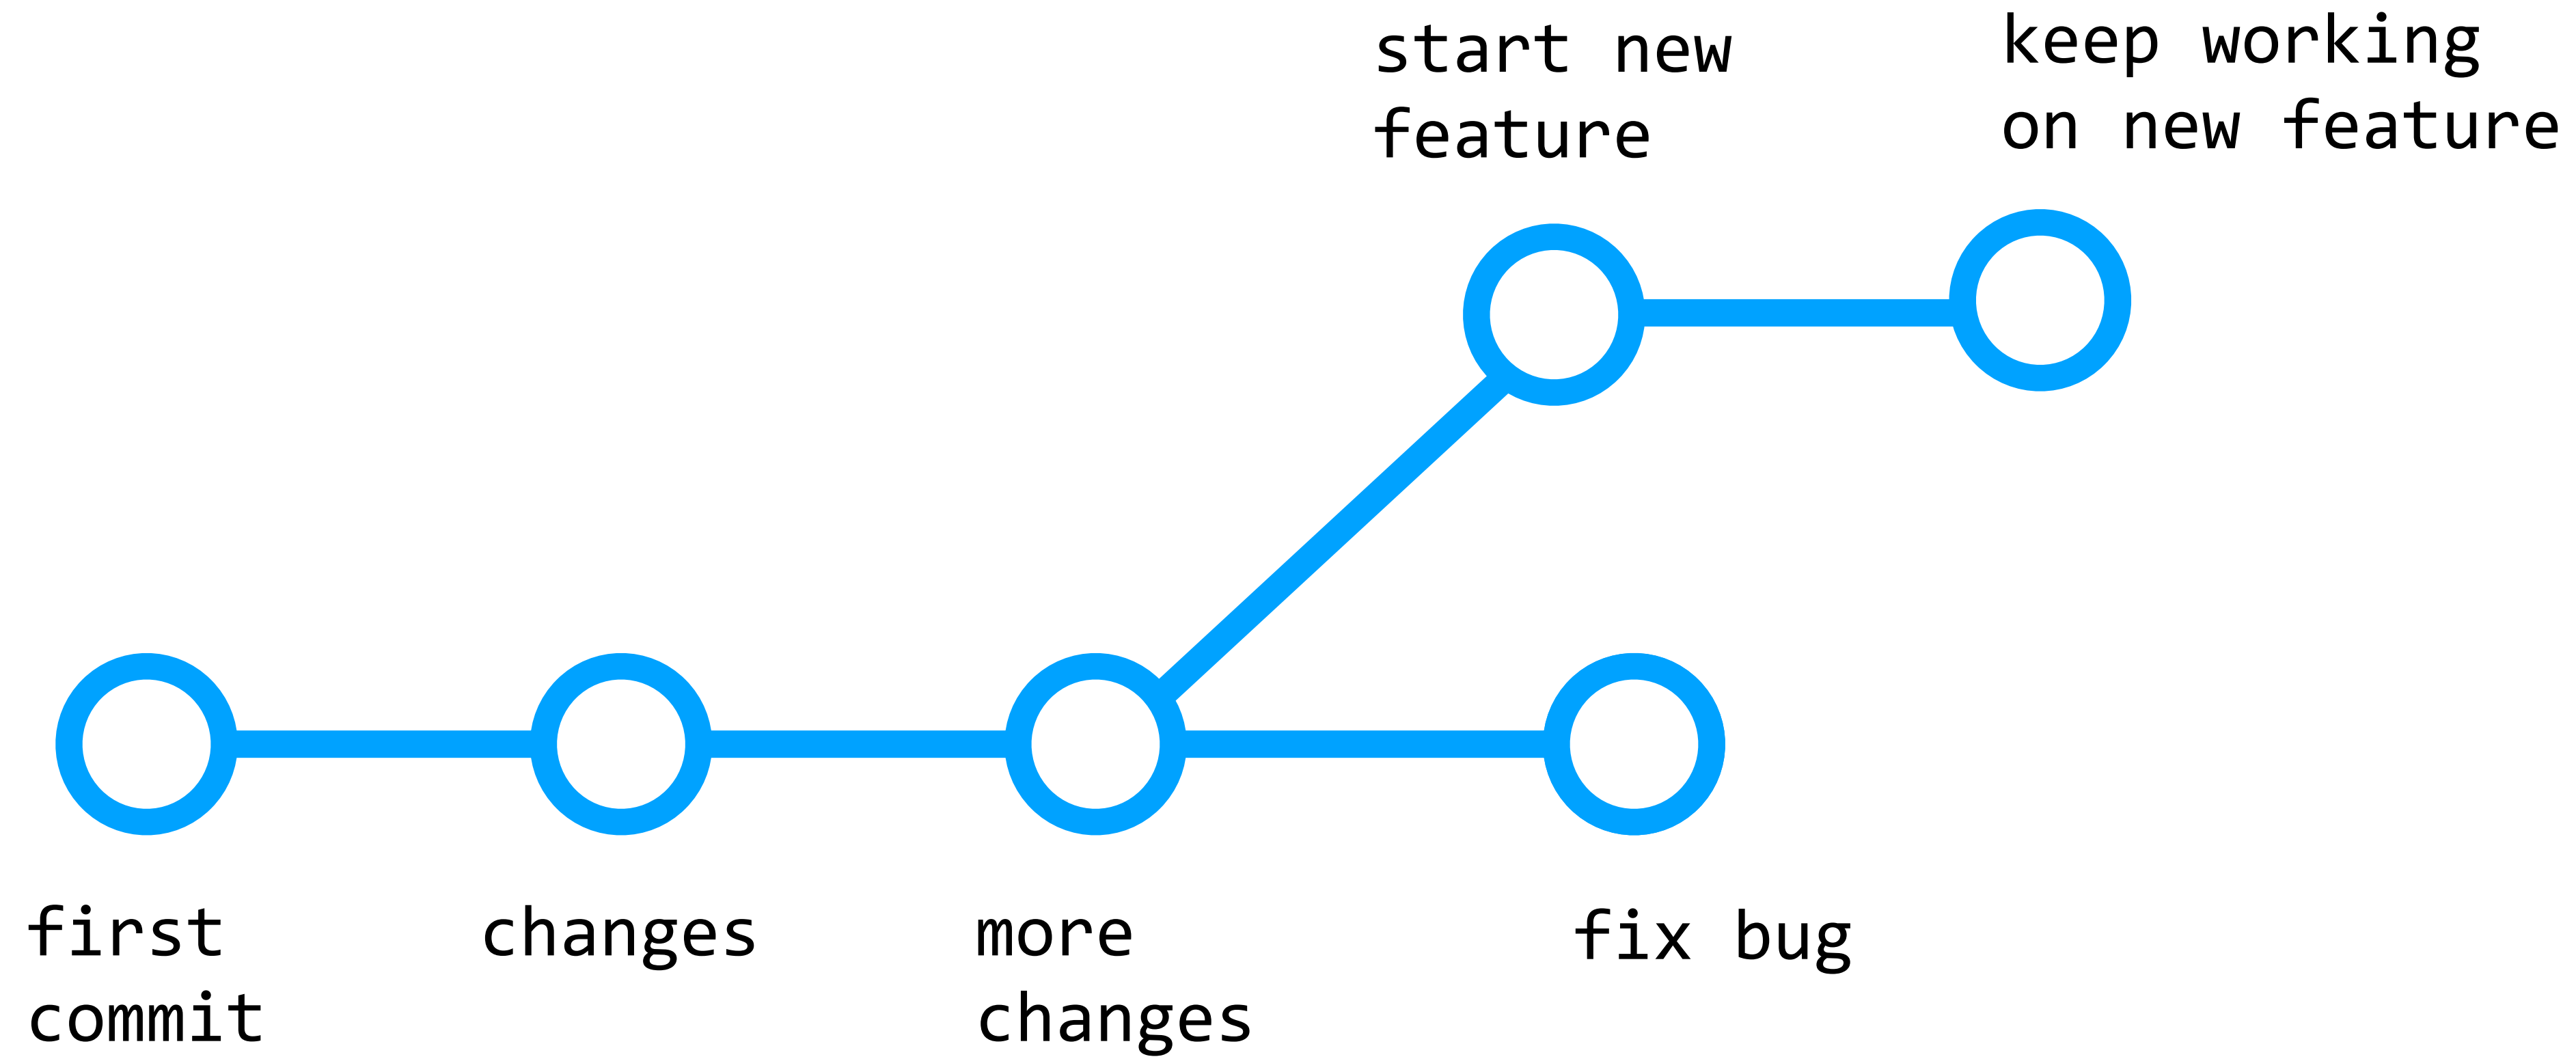 start new
feature
keep working
on new feature
first
commit
changes
more
changes
fix bug